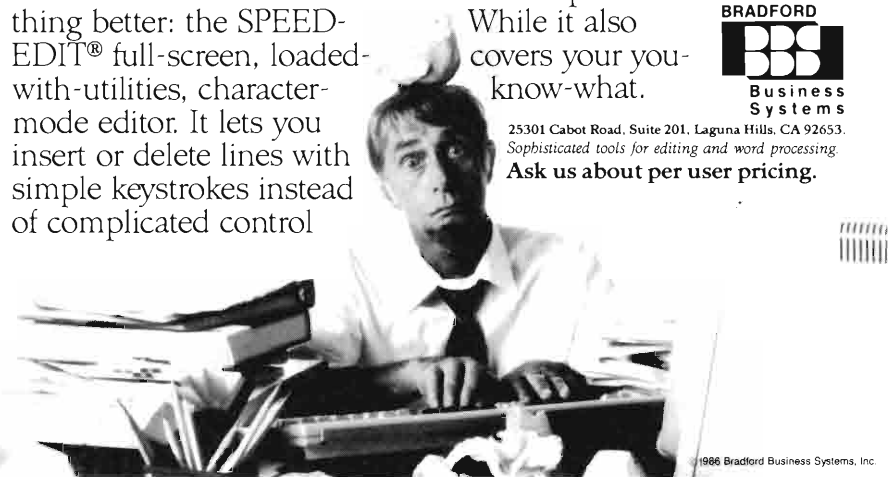 thing better: the SPEED-
EDIT® full-screen, loaded-
with-utilities, character-
mode editor. It lets you
insert or delete lines with
simple keystrokes instead
of complicated control
While it also
covers your you-
know-what.
BRADFORD
BBS
Business
Systems
25301 Cabot Road, Suite 201, Laguna Hills, CA 92653.
Sophisticated tools for editing and word processing.
Ask us about per user pricing.
©1986 Bradford Business Systems, Inc.